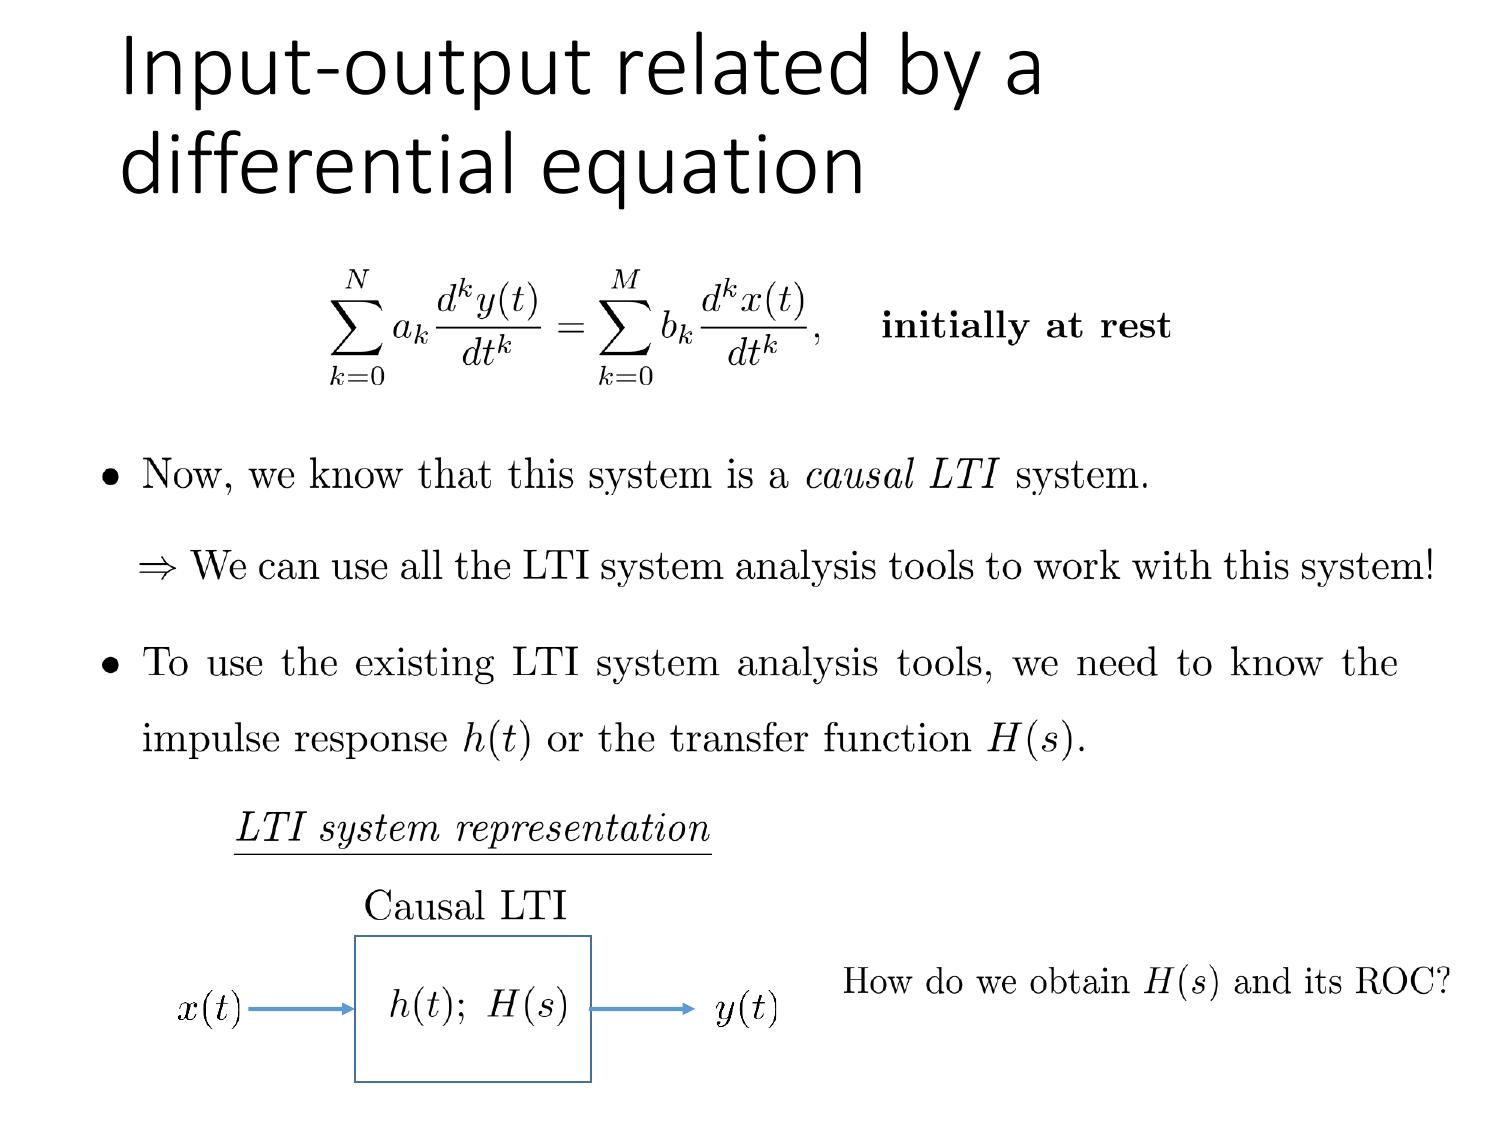 Input-output related by a
differential equation
\sum_{k=0}^{N} a_k \frac{d^k y(t)}{dt^k} = \sum_{k=0}^{M} b_k \frac{d^k x(t)}{dt^k}, initially at rest
• Now, we know that this system is a causal LTI system.
⇒ We can use all the LTI system analysis tools to work with this system!
• To use the existing LTI system analysis tools, we need to know the
impulse response h(t) or the transfer function H(s).
LTI system representation
Causal LTI
x(t) h(t); H(s) y(t)
How do we obtain H(s) and its ROC?